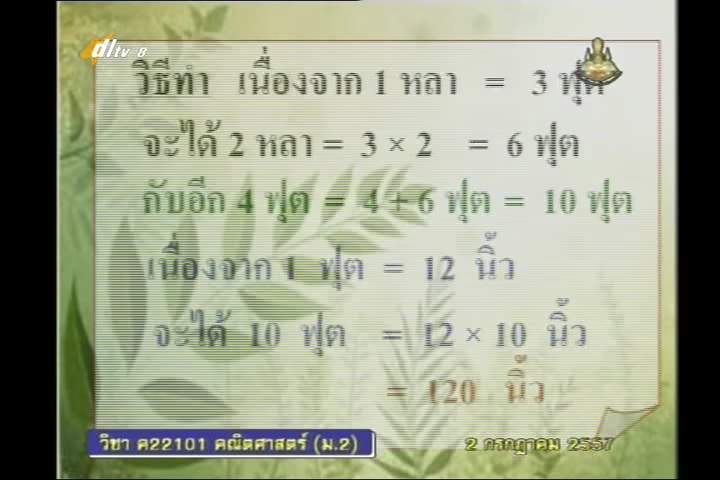 dltv 8
วิธีทำ เนื่องจาก 1 หลา = 3 ฟุต
จะได้ 2 หลา = 3 × 2 = 6 ฟุต
กับอีก 4 ฟุต = 4 + 6 ฟุต = 10 ฟุต
เนื่องจาก 1 ฟุต = 12 นิ้ว
จะได้ 10 ฟุต = 12 × 10 นิ้ว
= 120 นิ้ว
วิชา ค22101 คณิตศาสตร์ (ม.2)
2 กรกฎาคม 2557